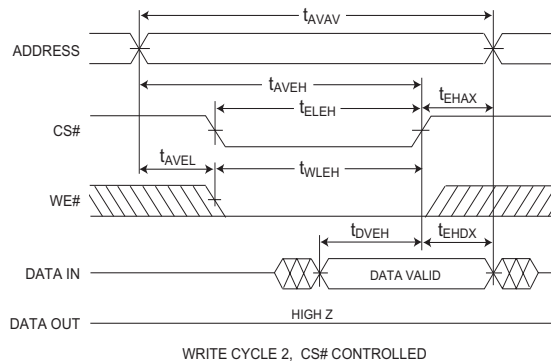 tAVAV
ADDRESS
tAVEH
tELEH
tEHAX
CS#
tAVEL
tWLEH
WE#
tDVEH
tEHDX
DATA IN
DATA VALID
HIGH Z
DATA OUT
WRITE CYCLE 2, CS# CONTROLLED